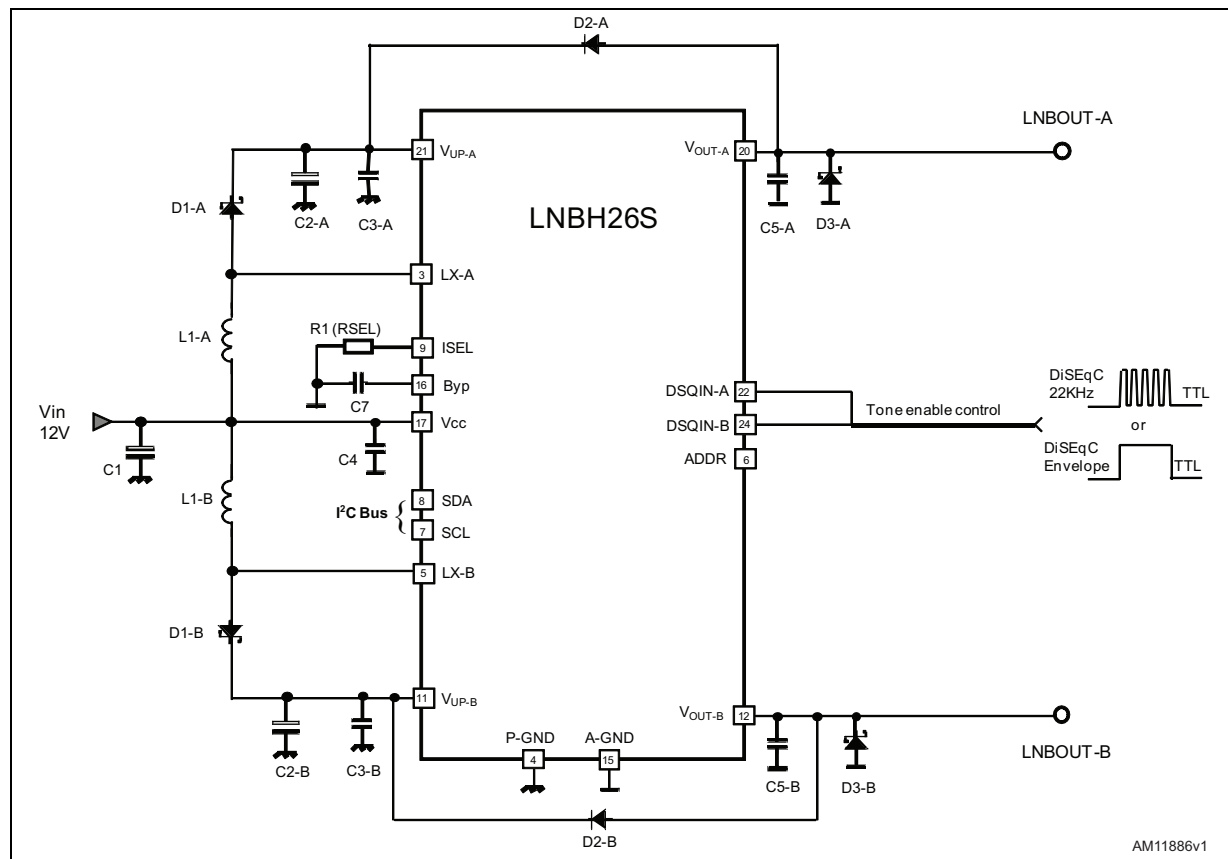 D2-A
LNBOUT-A
21 VUP-A
VOUT-A 20
D1-A
C2-A
C3-A
LNBH26S
C5-A
D3-A
3 LX-A
L1-A
R1 (RSEL)
9 ISEL
16 Byp
C7
DSQIN-A 22
DiSEqC
22KHz
TTL
Vin
12V
17 Vcc
Tone enable control
or
DSQIN-B 24
C1
C4
ADDR 6
DiSEqC
Envelope
TTL
L1-B
8 SDA
I²C Bus {
7 SCL
5 LX-B
D1-B
11 VUP-B
VOUT-B 12
P-GND
A-GND
4
15
LNBOUT-B
C2-B
C3-B
C5-B
D3-B
D2-B
AM11886v1